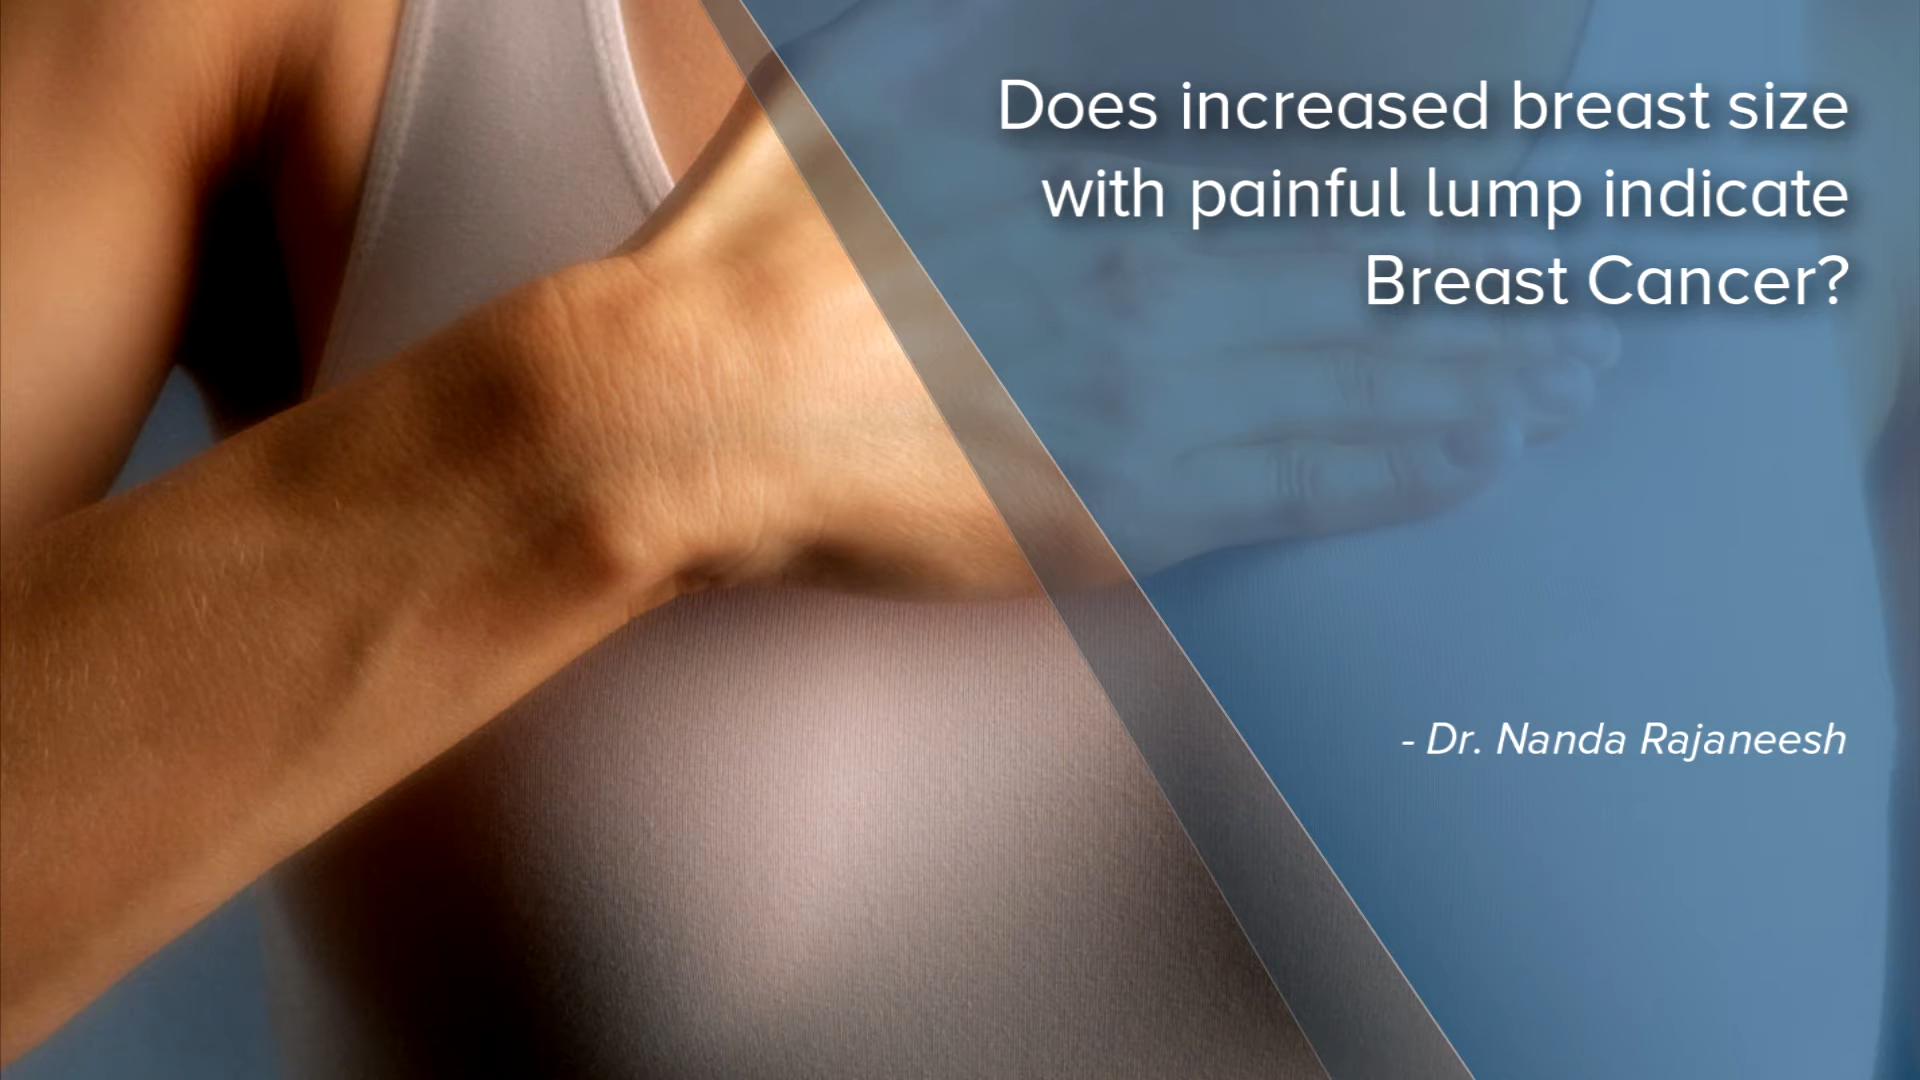 Does increased breast size
with painful lump indicate
Breast Cancer?
- Dr. Nanda Rajaneesh